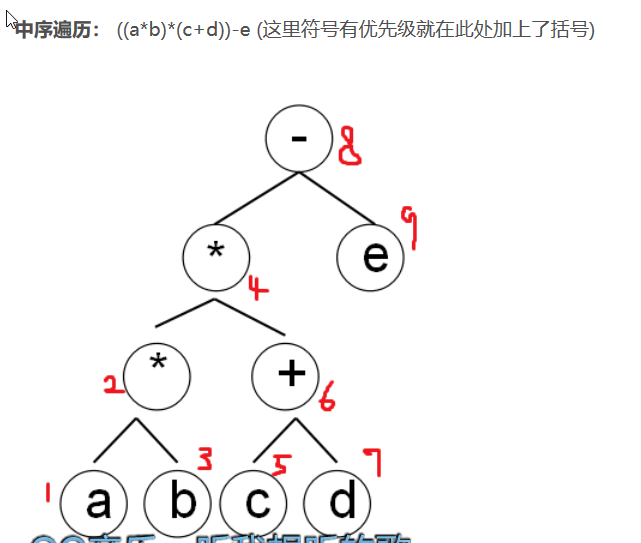 中序遍历： ((a*b)*(c+d))-e (这里符号有优先级就在此处加上了括号)
- 8
* 4 e 9
2 * + 6
1 a b 3 c 5 d 7